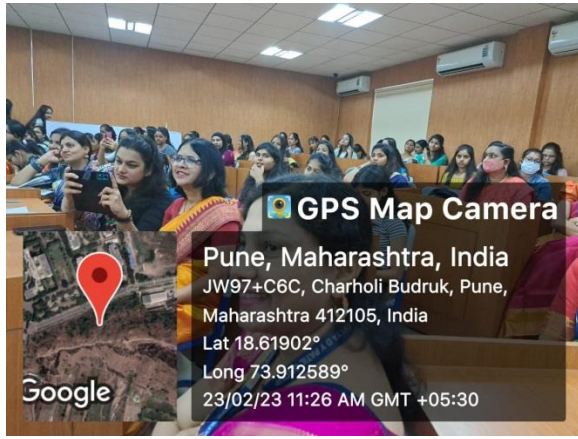 GPS Map Camera
Pune, Maharashtra, India
JW97+C6C, Charholi Budruk, Pune,
Maharashtra 412105, India
Lat 18.61902°
Long 73.912589°
23/02/23 11:26 AM GMT +05:30
Google